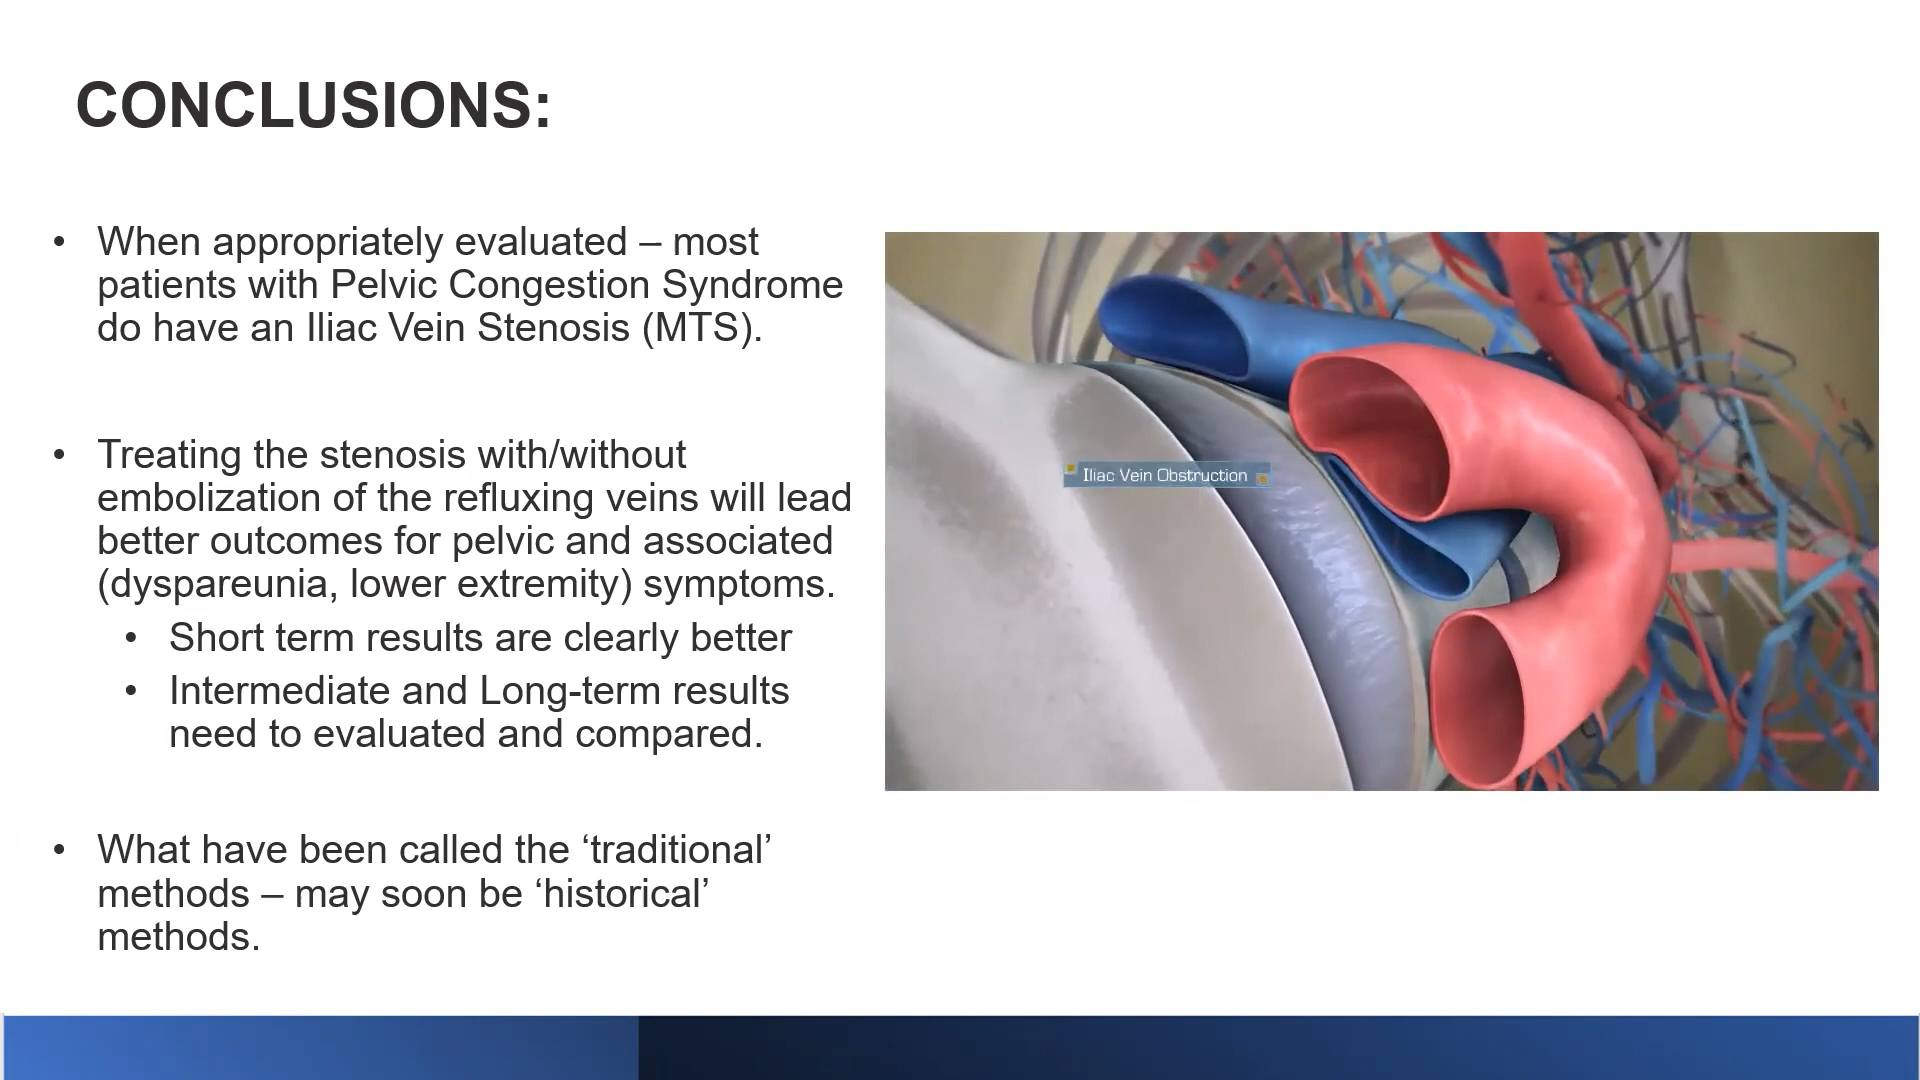 CONCLUSIONS:
• When appropriately evaluated – most
patients with Pelvic Congestion Syndrome
do have an Iliac Vein Stenosis (MTS).
• Treating the stenosis with/without
embolization of the refluxing veins will lead
better outcomes for pelvic and associated
(dyspareunia, lower extremity) symptoms.
• Short term results are clearly better
• Intermediate and Long-term results
need to evaluated and compared.
• What have been called the ‘traditional’
methods – may soon be ‘historical’
methods.
Iliac Vein Obstruction